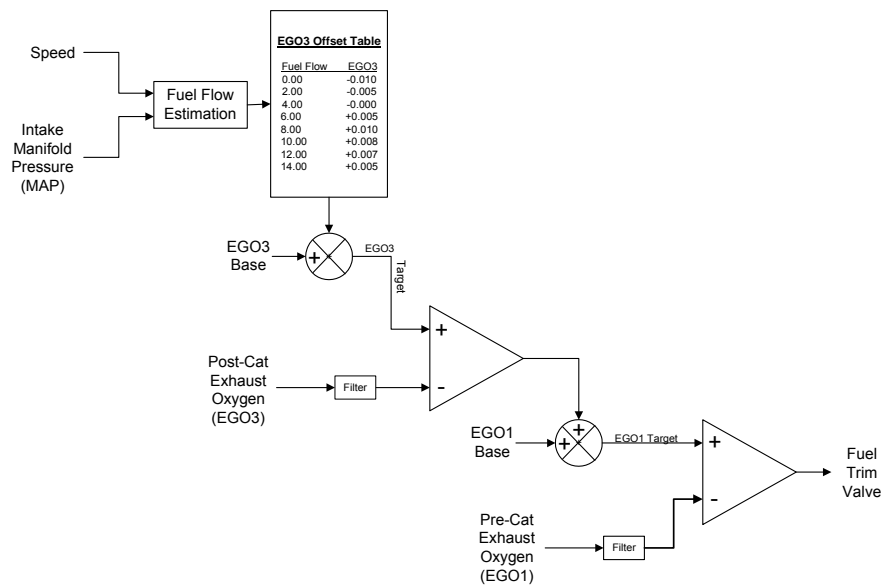 EGO3 Offset Table
Fuel Flow EGO3
0.00 -0.010
2.00 -0.005
4.00 -0.000
6.00 +0.005
8.00 +0.010
10.00 +0.008
12.00 +0.007
14.00 +0.005
Speed
Fuel Flow
Estimation
Intake
Manifold
Pressure
(MAP)
EGO3
Base
+
EGO3
Target
+
-
Post-Cat
Exhaust
Oxygen
(EGO3)
Filter
EGO1
Base
+
+
EGO1 Target
+
-
Fuel
Trim
Valve
Pre-Cat
Exhaust
Oxygen
(EGO1)
Filter